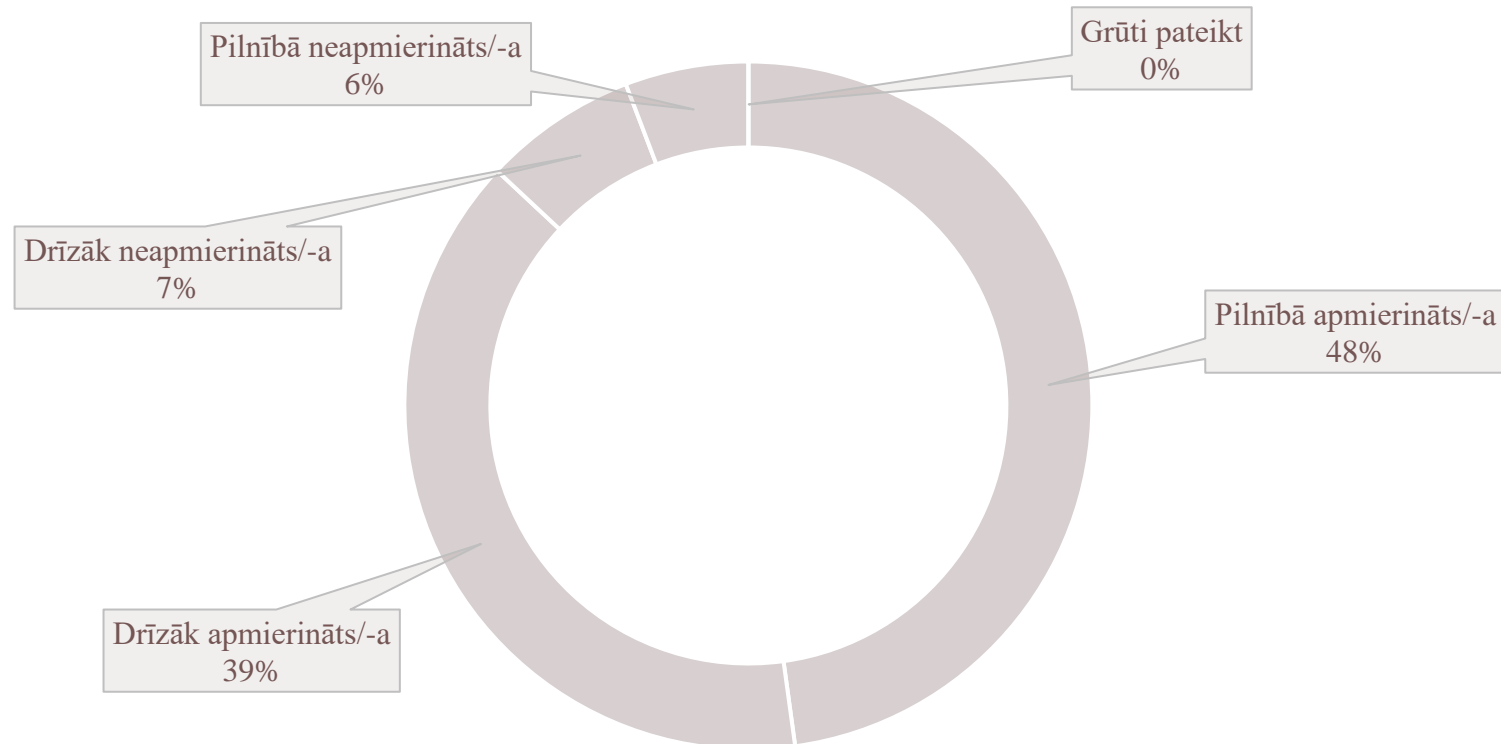 Pilnībā neapmierināts/-a
6%
Grūti pateikt
0%
Drīzāk neapmierināts/-a
7%
Pilnībā apmierināts/-a
48%
Drīzāk apmierināts/-a
39%